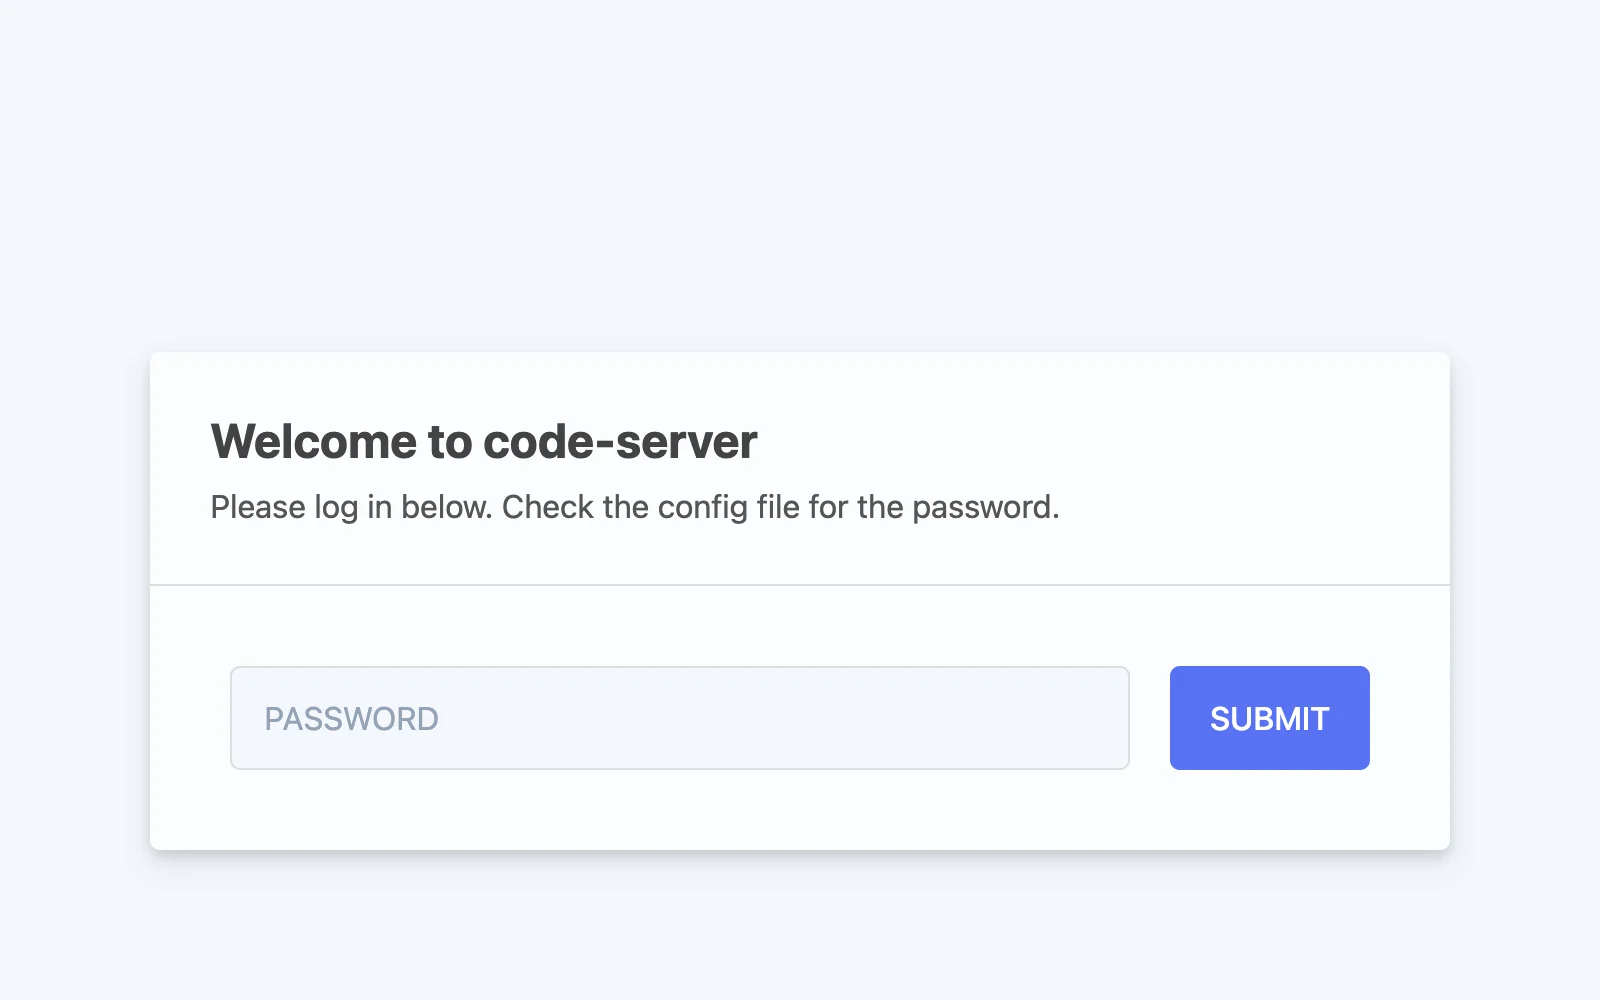 Welcome to code-server
Please log in below. Check the config file for the password.
PASSWORD
SUBMIT